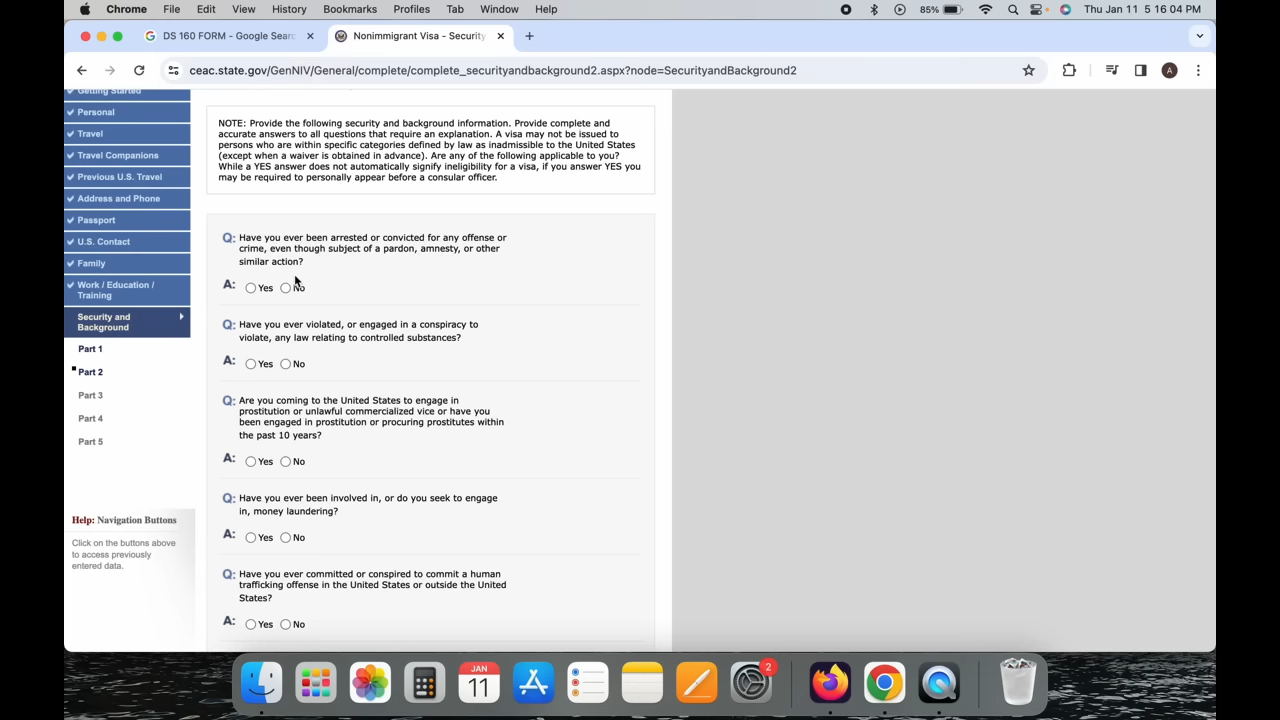 Chrome File Edit View History Bookmarks Profiles Tab Window Help 85% Thu Jan 11 5 16 04 PM
DS 160 FORM - Google Searc
Nonimmigrant Visa - Security
ceac.state.gov/GenNIV/General/complete/complete_securityandbackground2.aspx?node=SecurityandBackground2
A
Getting Started
Personal
Travel
Travel Companions
Previous U.S. Travel
Address and Phone
Passport
U.S. Contact
Family
Work / Education /
Training
Security and
Background
Part 1
Part 2
Part 3
Part 4
Part 5
Help: Navigation Buttons
Click on the buttons above
to access previously
entered data.
NOTE: Provide the following security and background information. Provide complete and
accurate answers to all questions that require an explanation. A visa may not be issued to
persons who are within specific categories defined by law as inadmissible to the United States
(except when a waiver is obtained in advance). Are any of the following applicable to you?
While a YES answer does not automatically signify ineligibility for a visa, if you answer YES you
may be required to personally appear before a consular officer.
Q: Have you ever been arrested or convicted for any offense or
crime, even though subject of a pardon, amnesty, or other
similar action?
A: Yes No
Q: Have you ever violated, or engaged in a conspiracy to
violate, any law relating to controlled substances?
A: Yes No
Q: Are you coming to the United States to engage in
prostitution or unlawful commercialized vice or have you
been engaged in prostitution or procuring prostitutes within
the past 10 years?
A: Yes No
Q: Have you ever been involved in, or do you seek to engage
in, money laundering?
A: Yes No
Q: Have you ever committed or conspired to commit a human
trafficking offense in the United States or outside the United
States?
A: Yes No
JAN
11
2